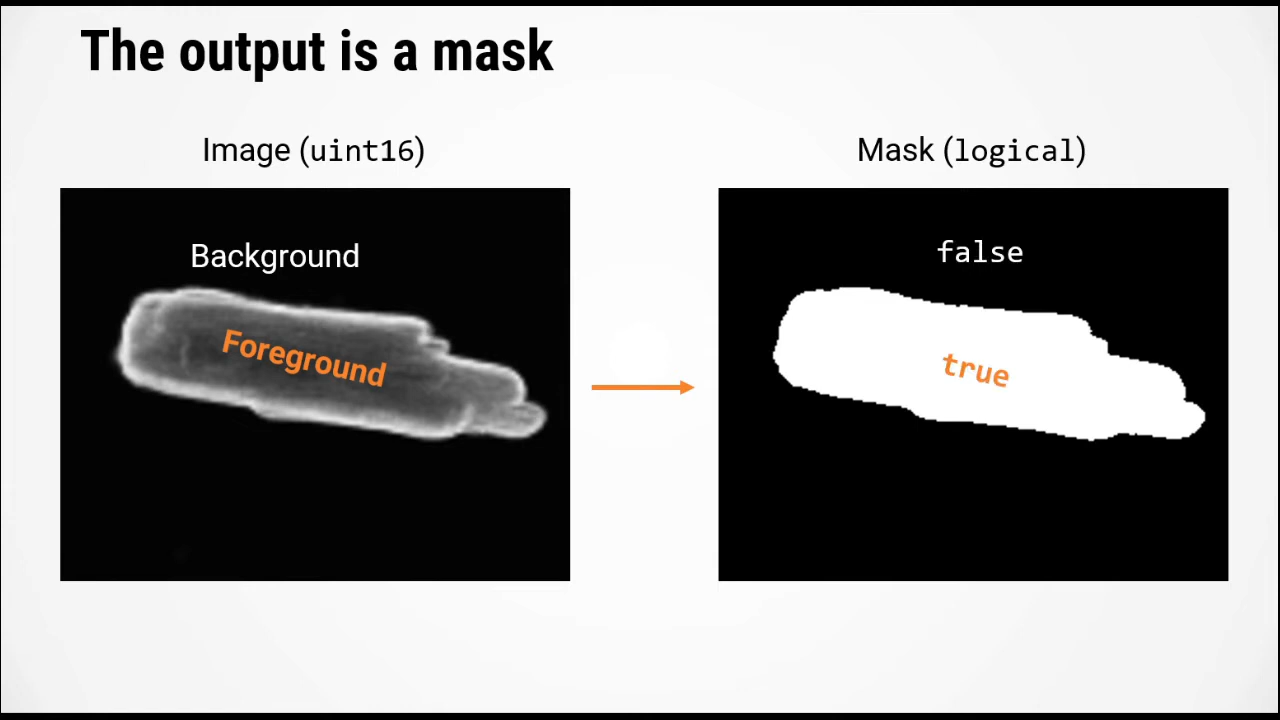 The output is a mask
Image (uint16)
Mask (logical)
Background
Foreground
false
true